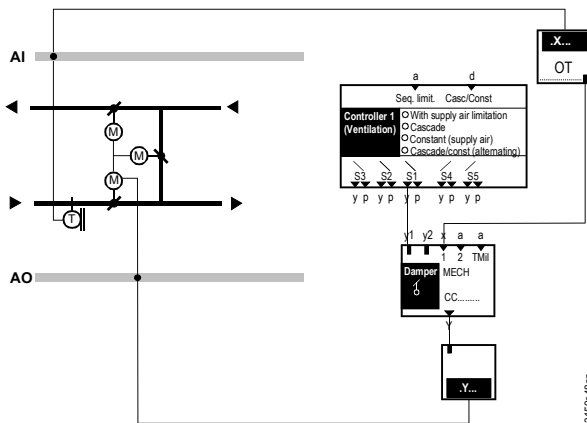 AI
.X...
OT
a d
Seq. limit. Casc/Const
Controller 1
(Ventilation)
With supply air limitation
Cascade
Constant (supply air)
Cascade/const (alternating)
S3 S2 S1 S4 S5
y p y p y p y p y p
M
M
M
T
y1 y2 x a a
1 2 TMil
Damper MECH
CC.........
AO
Y
.Y...